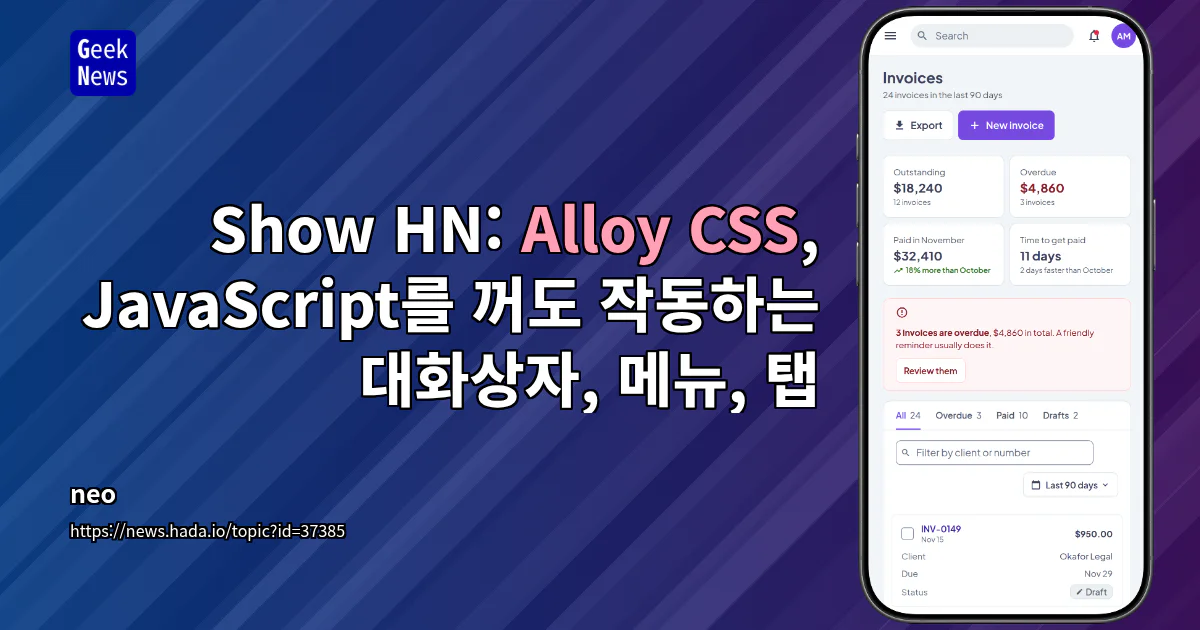 Geek
News
Show HN: Alloy CSS,
JavaScript를 꺼도 작동하는
대화상자, 메뉴, 탭
neo
https://news.hada.io/topic?id=37385
Search
AM
Invoices
24 invoices in the last 90 days
Export
+ New invoice
Outstanding
$18,240
12 invoices
Overdue
$4,860
3 invoices
Paid in November
$32,410
18% more than October
Time to get paid
11 days
2 days faster than October
3 invoices are overdue, $4,860 in total. A friendly
reminder usually does it.
Review them
All 24 Overdue 3 Paid 10 Drafts 2
Filter by client or number
Last 90 days
INV-0149 $950.00
Nov 15
Client Okafor Legal
Due Nov 29
Status Draft